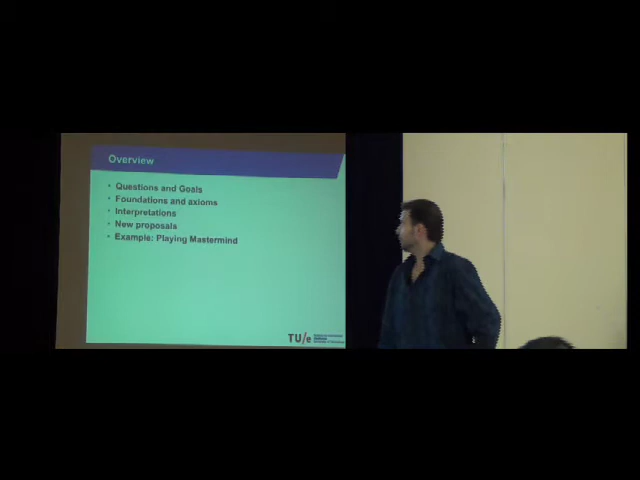 Overview
• Questions and Goals
• Foundations and axioms
• Interpretations
• New proposals
• Example: Playing Mastermind
TU/e